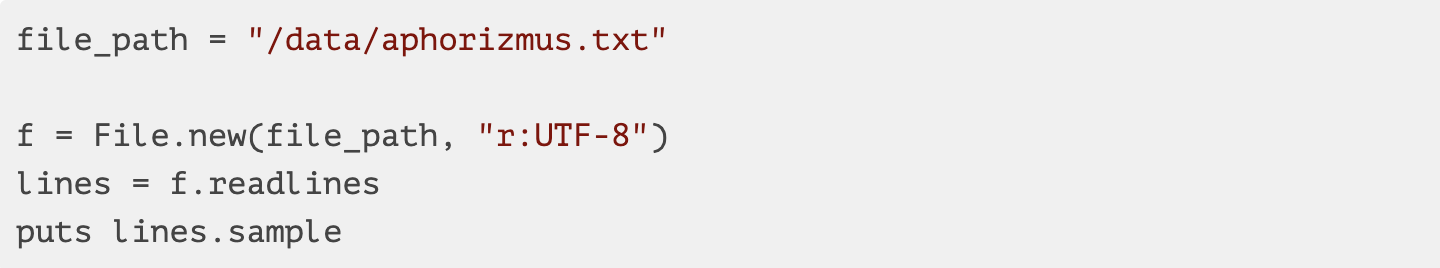 file_path = "/data/aphorizmus.txt"
f = File.new(file_path, "r:UTF-8")
lines = f.readlines
puts lines.sample